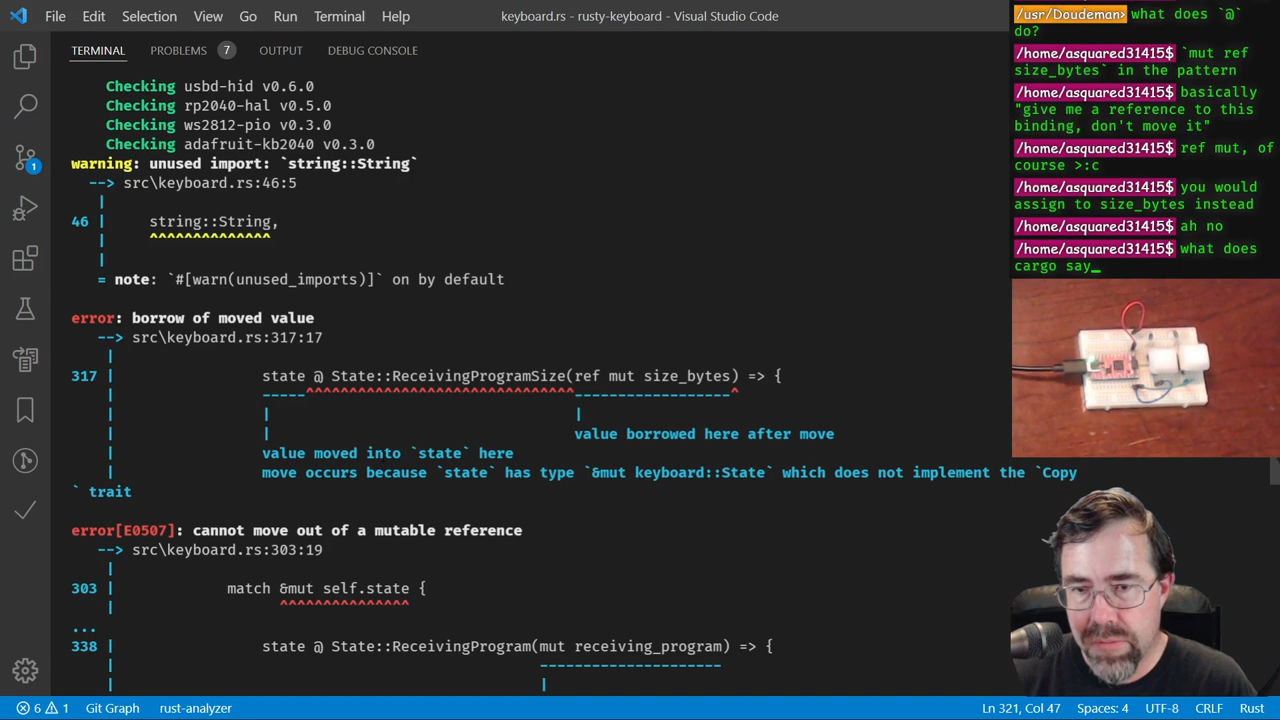 File Edit Selection View Go Run Terminal Help
keyboard.rs - rusty-keyboard - Visual Studio Code
TERMINAL PROBLEMS 7 OUTPUT DEBUG CONSOLE
Checking usbd-hid v0.6.0
Checking rp2040-hal v0.5.0
Checking ws2812-pio v0.3.0
Checking adafruit-kb2040 v0.3.0
warning: unused import: `string::String`
--> src\keyboard.rs:46:5
|
46 | string::String,
| ^^^^^^^^^^^^^^
|
= note: `#[warn(unused_imports)]` on by default
error: borrow of moved value
--> src\keyboard.rs:317:17
|
317 | state @ State::ReceivingProgramSize(ref mut size_bytes) => {
| -----^^^^^^^^^^^^^^^^^^^^^^^^^^^^^^^------------------^
| | |
| | value borrowed here after move
| value moved into `state` here
| move occurs because `state` has type `&mut keyboard::State` which does not implement the `Copy
` trait
error[E0507]: cannot move out of a mutable reference
--> src\keyboard.rs:303:19
|
303 | match &mut self.state {
| ^^^^^^^^^^^^^^^
...
338 | state @ State::ReceivingProgram(mut receiving_program) => {
| ---------------------
| |
/usr/Doudeman> what does `@`
do?
/home/asquared31415$ `mut ref
size_bytes` in the pattern
/home/asquared31415$ basically
"give me a reference to this
binding, don't move it"
/home/asquared31415$ ref mut, of
course >:c
/home/asquared31415$ you would
assign to size_bytes instead
/home/asquared31415$ ah no
/home/asquared31415$ what does
cargo say_
1
6 1 Git Graph rust-analyzer
Ln 321, Col 47 Spaces: 4 UTF-8 CRLF Rust